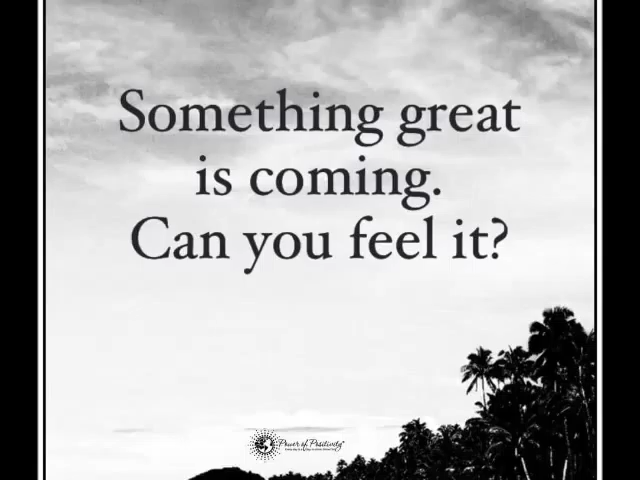 Something great
is coming.
Can you feel it?
Power of Positivity